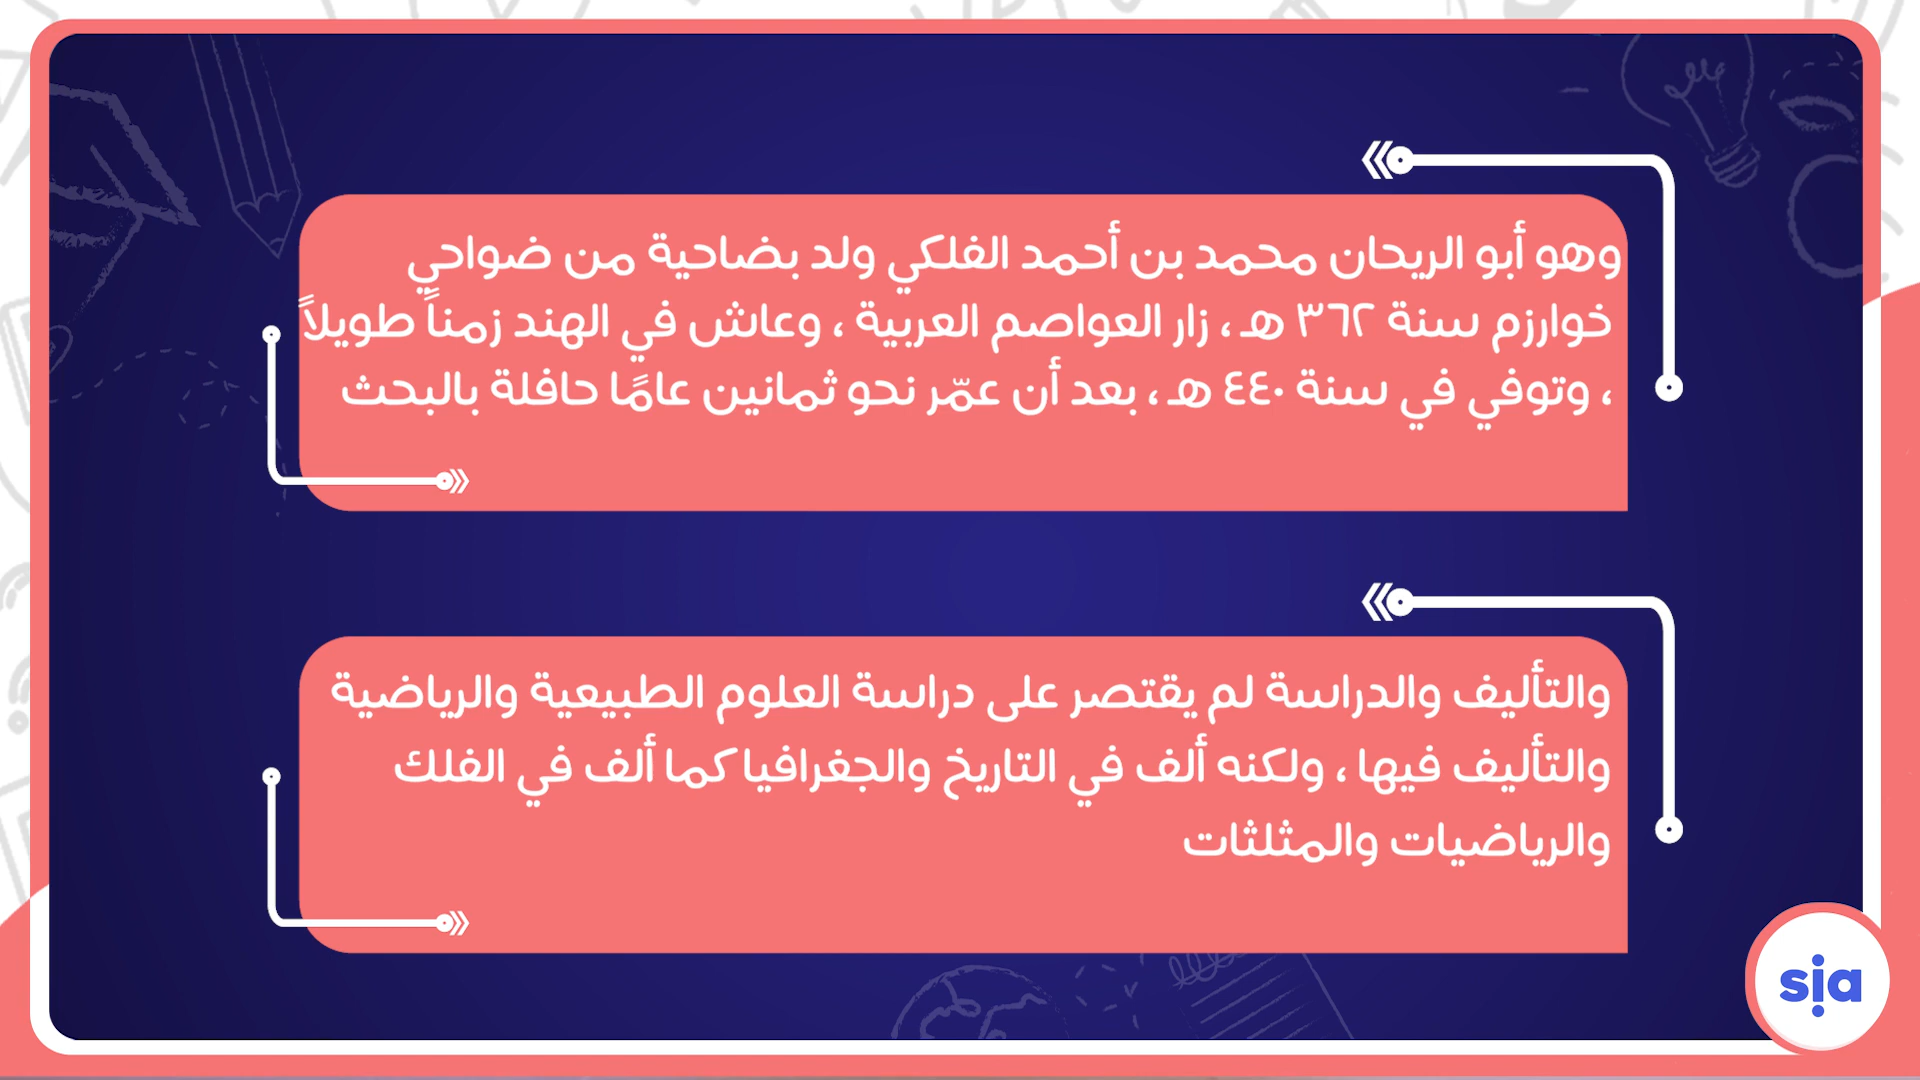 وهو أبو الريحان محمد بن أحمد الفلكي ولد بضاحية من ضواحي
خوارزم سنة ٣٦٢ هـ ، زار العواصم العربية ، وعاش في الهند زمناً طويلاً
، وتوفي في سنة ٤٤٠ هـ ، بعد أن عمّر نحو ثمانين عامًا حافلة بالبحث
والتأليف والدراسة لم يقتصر على دراسة العلوم الطبيعية والرياضية
والتأليف فيها ، ولكنه ألف في التاريخ والجغرافيا كما ألف في الفلك
والرياضيات والمثلثات
sia